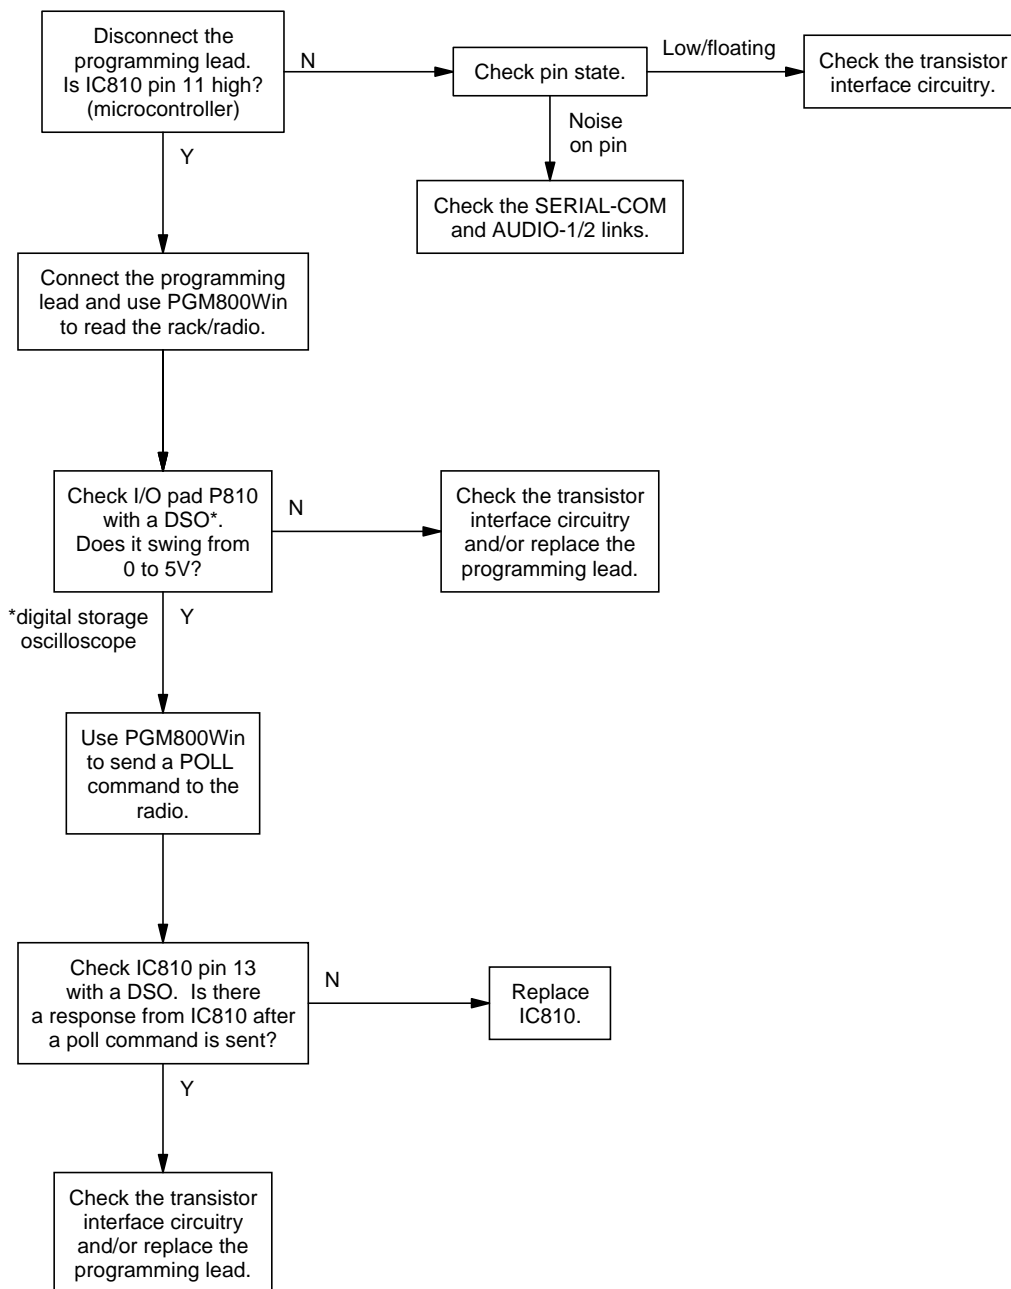 Disconnect the
programming lead.
Is IC810 pin 11 high?
(microcontroller)
N
Check pin state.
Low/floating
Check the transistor
interface circuitry.
Noise
on pin
Y
Check the SERIAL-COM
and AUDIO-1/2 links.
Connect the programming
lead and use PGM800Win
to read the rack/radio.
Check I/O pad P810
with a DSO*.
Does it swing from
0 to 5V?
N
Check the transistor
interface circuitry
and/or replace the
programming lead.
*digital storage
oscilloscope
Y
Use PGM800Win
to send a POLL
command to the
radio.
Check IC810 pin 13
with a DSO.  Is there
a response from IC810 after
a poll command is sent?
N
Replace
IC810.
Y
Check the transistor
interface circuitry
and/or replace the
programming lead.